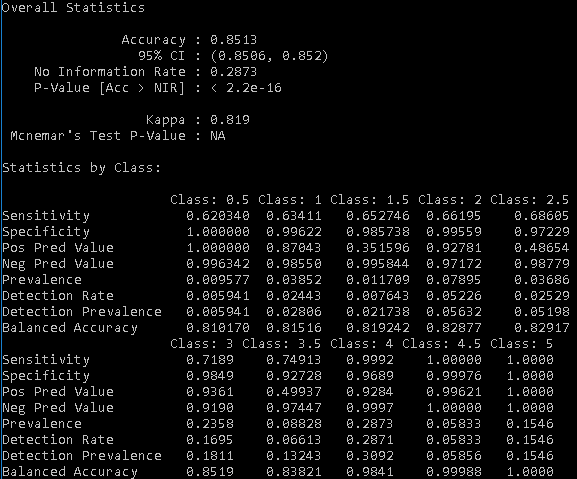 Overall Statistics
Accuracy : 0.8513
95% CI : (0.8506, 0.852)
No Information Rate : 0.2873
P-Value [Acc > NIR] : < 2.2e-16
Kappa : 0.819
Mcnemar's Test P-Value : NA
Statistics by Class:
Class: 0.5 Class: 1 Class: 1.5 Class: 2 Class: 2.5
Sensitivity 0.620340 0.63411 0.652746 0.66195 0.68605
Specificity 1.000000 0.99622 0.985738 0.99559 0.97229
Pos Pred Value 1.000000 0.87043 0.351596 0.92781 0.48654
Neg Pred Value 0.996342 0.98550 0.995844 0.97172 0.98779
Prevalence 0.009577 0.03852 0.011709 0.07895 0.03686
Detection Rate 0.005941 0.02443 0.007643 0.05226 0.02529
Detection Prevalence 0.005941 0.02806 0.021738 0.05632 0.05198
Balanced Accuracy 0.810170 0.81516 0.819242 0.82877 0.82917
Class: 3 Class: 3.5 Class: 4 Class: 4.5 Class: 5
Sensitivity 0.7189 0.74913 0.9992 1.00000 1.0000
Specificity 0.9849 0.92728 0.9689 0.99976 1.0000
Pos Pred Value 0.9361 0.49937 0.9284 0.99621 1.0000
Neg Pred Value 0.9190 0.97447 0.9997 1.00000 1.0000
Prevalence 0.2358 0.08828 0.2873 0.05833 0.1546
Detection Rate 0.1695 0.06613 0.2871 0.05833 0.1546
Detection Prevalence 0.1811 0.13243 0.3092 0.05856 0.1546
Balanced Accuracy 0.8519 0.83821 0.9841 0.99988 1.0000